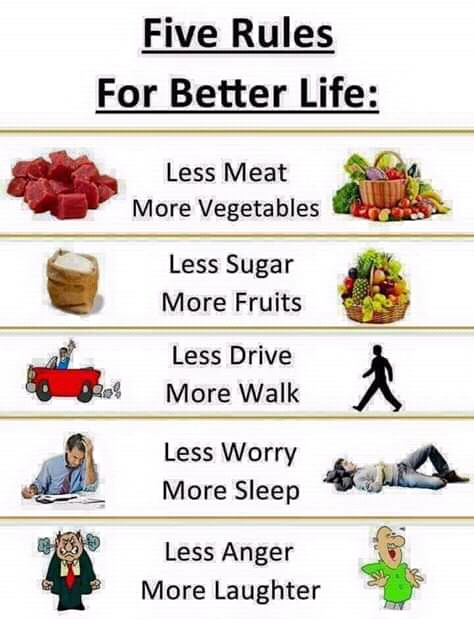 Five Rules
For Better Life:
Less Meat
More Vegetables
Less Sugar
More Fruits
Less Drive
More Walk
Less Worry
More Sleep
Less Anger
More Laughter